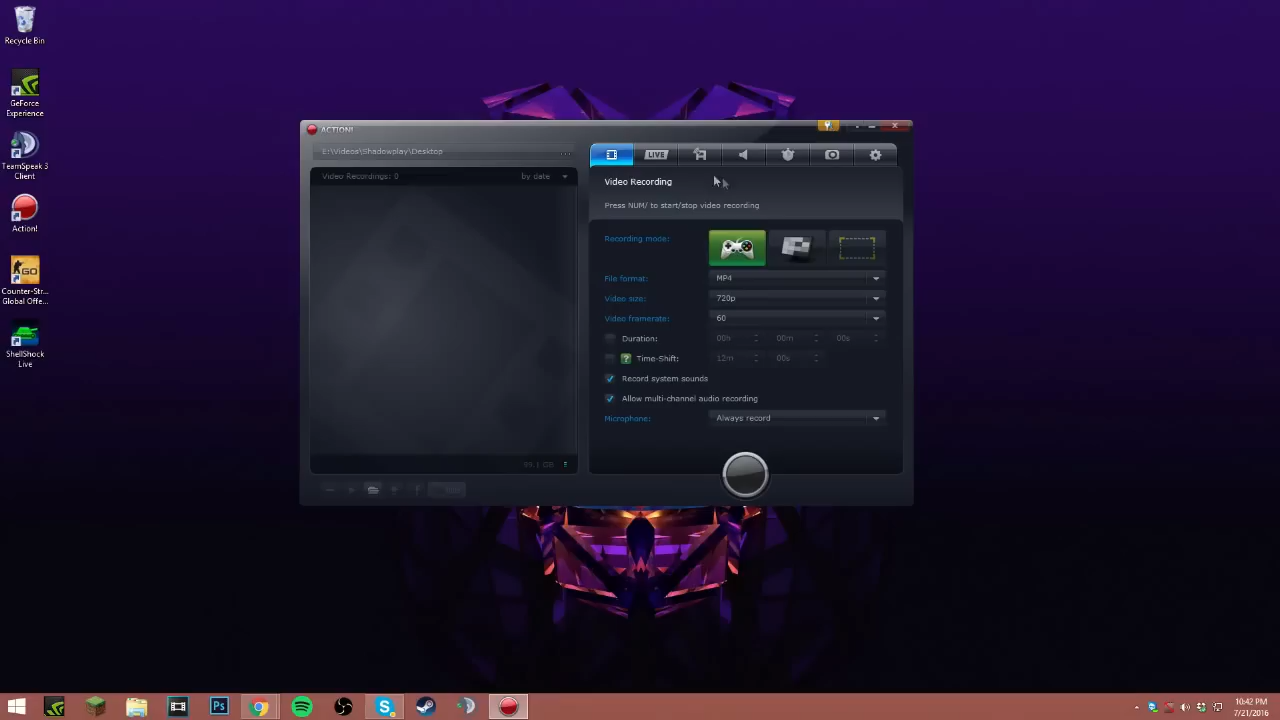 Recycle Bin
GeForce
Experience
TeamSpeak 3
Client
Action!
Counter-Str...
Global Offe...
ShellShock
Live
ACTION!
E:\Videos\Shadowplay\Desktop
...
Video Recordings: 0
by date
LIVE
Video Recording
Press NUM/ to start/stop video recording
Recording mode:
File format:
MP4
Video size:
720p
Video framerate:
60
Duration:
00h
00m
00s
? Time-Shift:
12m
00s
Record system sounds
Allow multi-channel audio recording
Microphone:
Always record
10:42 PM
7/21/2016